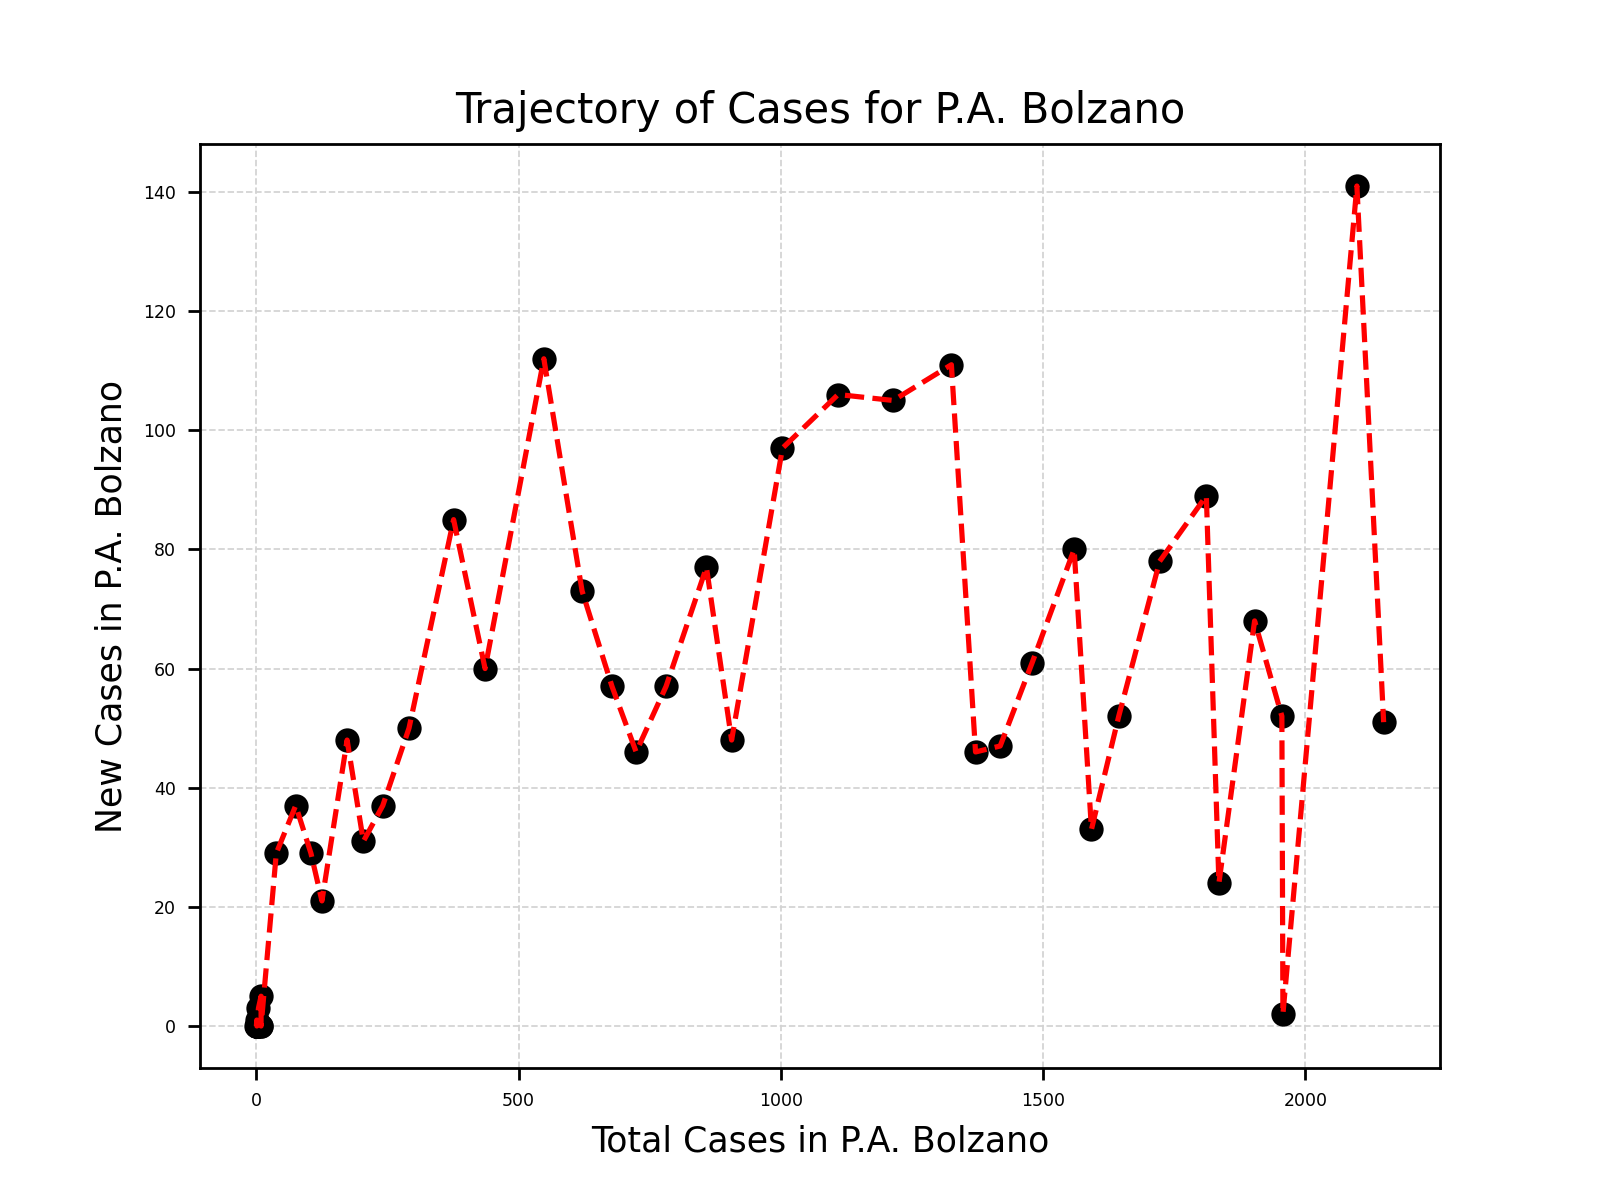 Trajectory of Cases for P.A. Bolzano
New Cases in P.A. Bolzano
140
120
100
80
60
40
20
0
0 500 1000 1500 2000
Total Cases in P.A. Bolzano